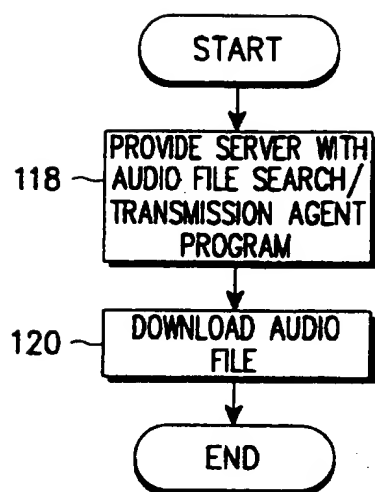 START
118
PROVIDE SERVER WITH
AUDIO FILE SEARCH/
TRANSMISSION AGENT
PROGRAM
120
DOWNLOAD AUDIO
FILE
END